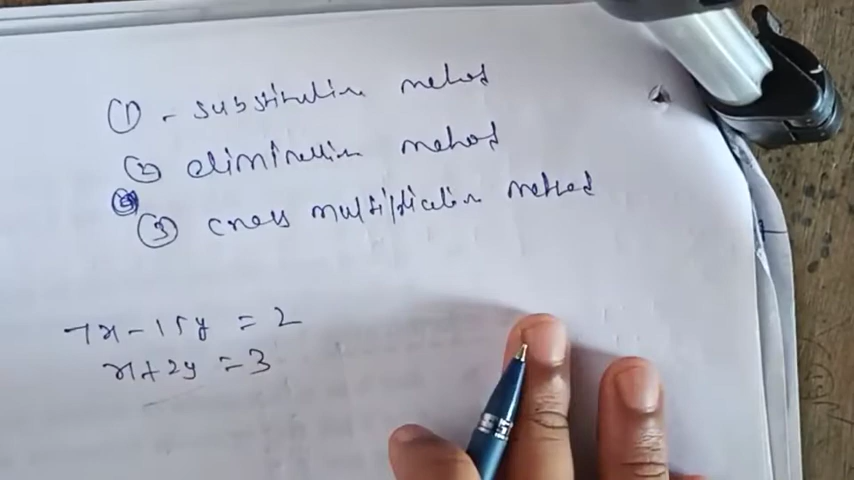 ① - substitution method
② elimination method
③ cross multiplication method
7x - 15y = 2
x + 2y = 3